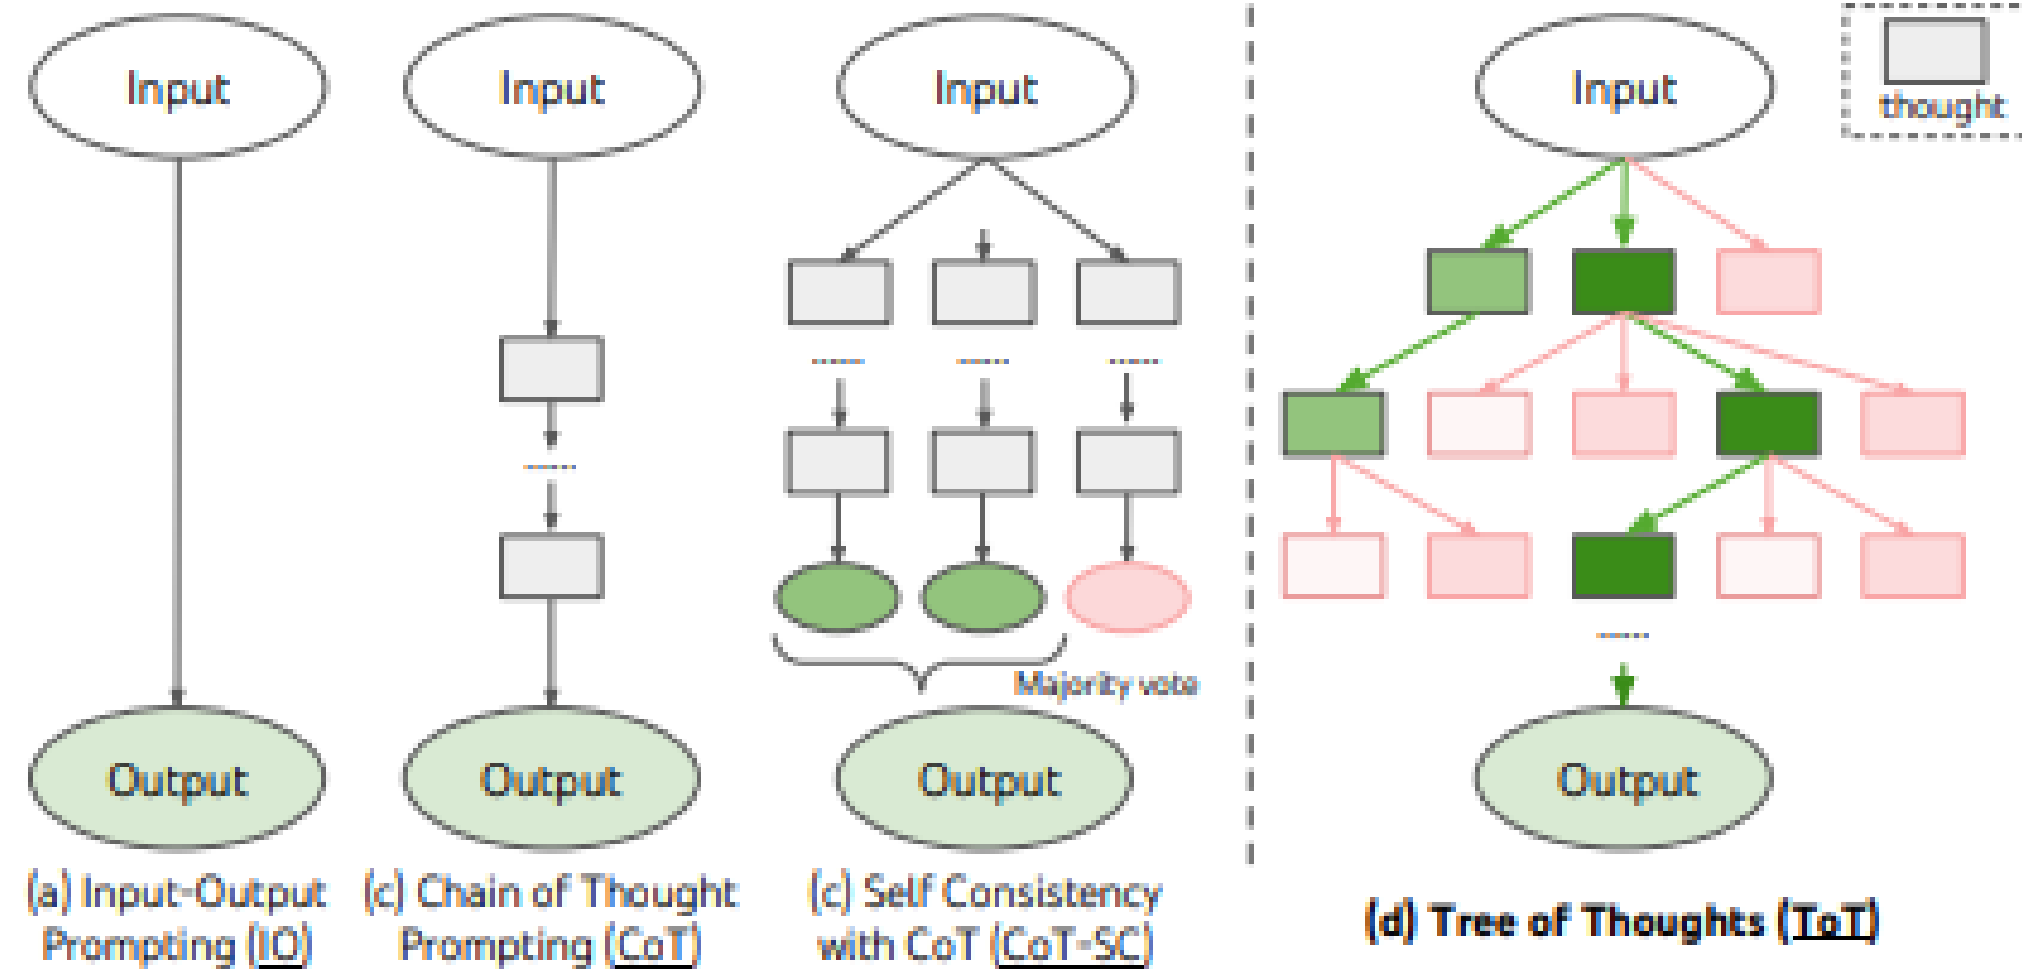 Input
Input
Input
Input
thought
Majority vote
Output
Output
Output
Output
(a) Input-Output
Prompting (IO)
(c) Chain of Thought
Prompting (CoT)
(c) Self Consistency
with CoT (CoT-SC)
(d) Tree of Thoughts (ToT)